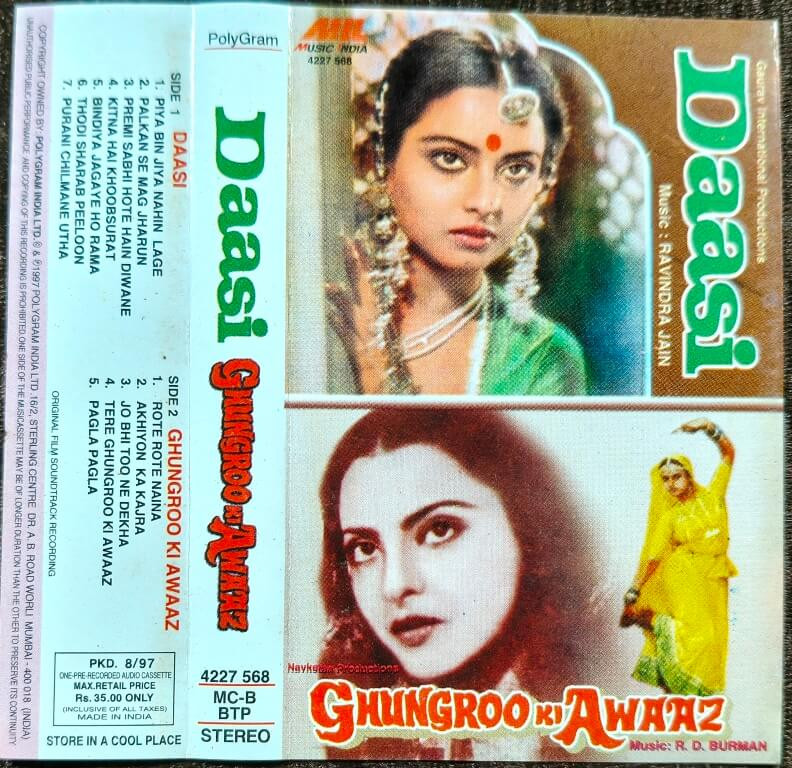 COPYRIGHT OWNED BY: POLYGRAM INDIA LTD. © & ℗ 1997 POLYGRAM INDIA LTD. 16/2, STERLING CENTRE DR. A. B. ROAD WORLI MUMBAI - 400 018 (INDIA)
UNAUTHORISED PUBLIC PERFORMANCE AND COPYING OF THIS RECORDING IS PROHIBITED. ONE SIDE OF THE MUSICASSETTE MAY BE OF LONGER DURATION THAN THE OTHER TO PRESERVE ITS CONTINUITY
ORIGINAL FILM SOUNDTRACK RECORDING
SIDE 1 DAASI
1. PIYA BIN JIYA NAHIN LAGE
2. PALKAN SE MAG JHARUN
3. PREMI SABHI HOTE HAIN DIWANE
4. KITNA HAI KHOOBSURAT
5. BINDIYA JAGAYE HO RAMA
6. THODI SHARAB PEELOON
7. PURANI CHILMANE UTHA
SIDE 2 GHUNGROO KI AWAAZ
1. ROTE ROTE NAINA
2. AKHIYON KA KAJRA
3. JO BHI TOO NE DEKHA
4. TERE GHUNGROO KI AWAAZ
5. PAGLA PAGLA
PKD. 8/97
ONE-PRE-RECORDED AUDIO CASSETTE
MAX.RETAIL PRICE
Rs. 35.00 ONLY
(INCLUSIVE OF ALL TAXES)
MADE IN INDIA
STORE IN A COOL PLACE
PolyGram
Daasi
GHUNGROO KI AWAAZ
4227 568
MC-B
BTP
STEREO
MIL
MUSIC INDIA
4227 568
Gaurav International Productions
Daasi
Music : RAVINDRA JAIN
Navkeran Productions
GHUNGROO KI AWAAZ
Music: R. D. BURMAN